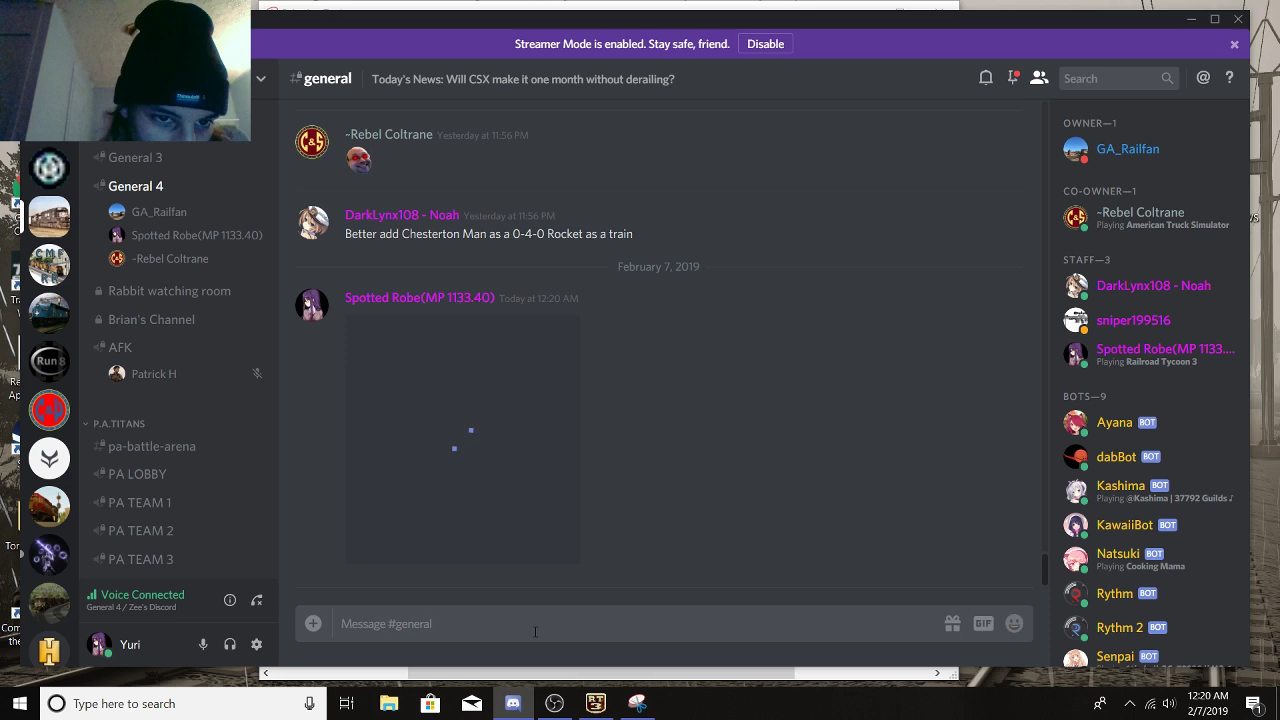 Streamer Mode is enabled. Stay safe, friend.
Disable
general
Today's News: Will CSX make it one month without derailing?
Search
General 3
General 4
GA_Railfan
Spotted Robe(MP 1133.40)
~Rebel Coltrane
Rabbit watching room
Brian's Channel
AFK
Patrick H
P.A.TITANS
pa-battle-arena
PA LOBBY
PA TEAM 1
PA TEAM 2
PA TEAM 3
Voice Connected
General 4 / Zee's Discord
Yuri
Run8
C&S
~Rebel Coltrane Yesterday at 11:56 PM
DarkLynx108 - Noah Yesterday at 11:56 PM
Better add Chesterton Man as a 0-4-0 Rocket as a train
February 7, 2019
Spotted Robe(MP 1133.40) Today at 12:20 AM
Message #general
GIF
OWNER—1
GA_Railfan
CO-OWNER—1
~Rebel Coltrane
Playing American Truck Simulator
STAFF—3
DarkLynx108 - Noah
sniper199516
Spotted Robe(MP 1133....
Playing Railroad Tycoon 3
BOTS—9
Ayana BOT
dabBot BOT
Kashima BOT
Playing @Kashima | 37792 Guilds ♪
KawaiiBot BOT
Natsuki BOT
Playing Cooking Mama
Rythm BOT
Rythm 2 BOT
Senpai BOT
Type here to search
RT3
12:20 AM
2/7/2019